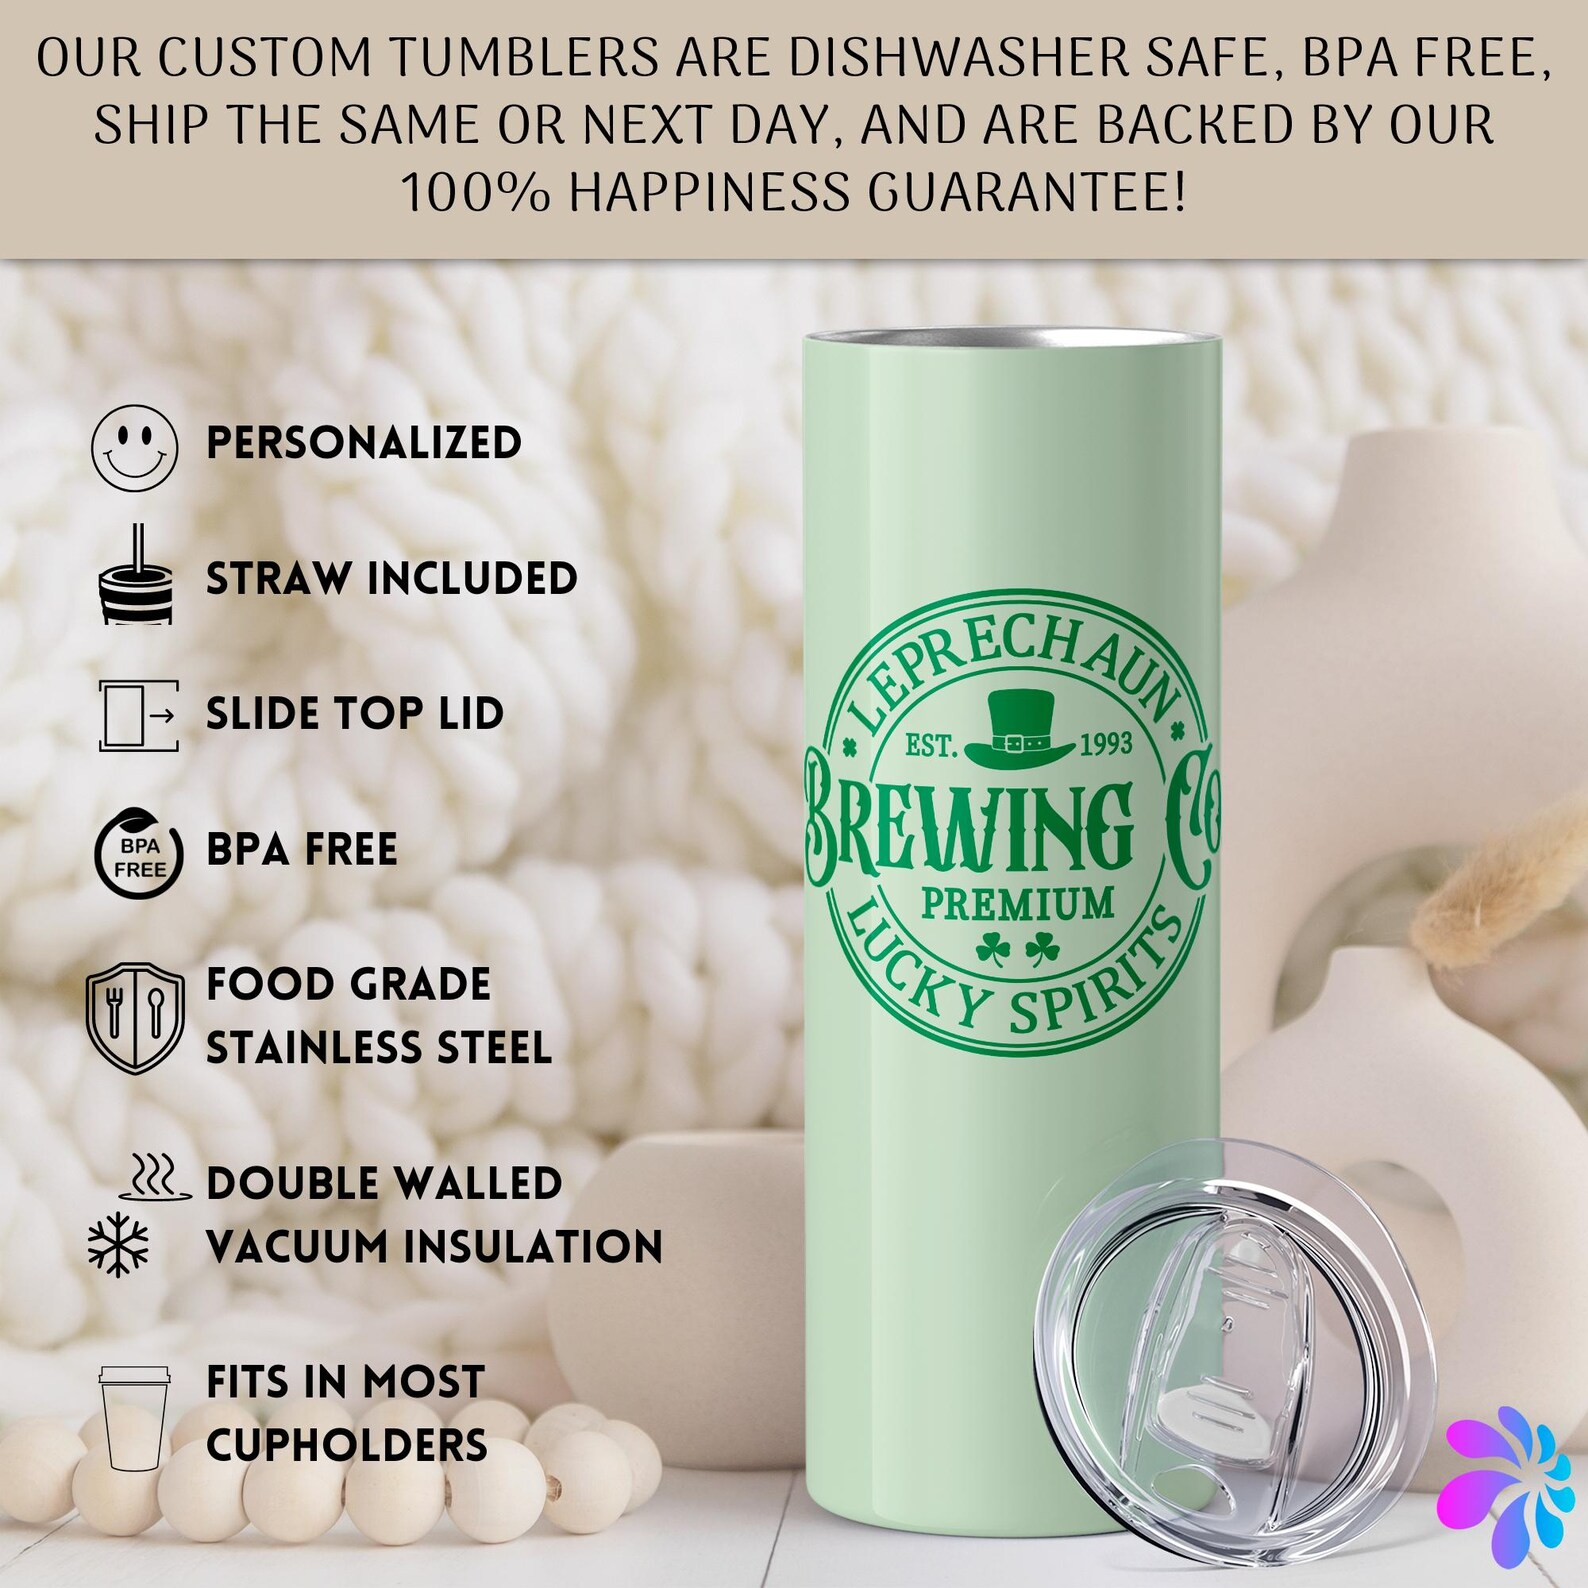 OUR CUSTOM TUMBLERS ARE DISHWASHER SAFE, BPA FREE,
SHIP THE SAME OR NEXT DAY, AND ARE BACKED BY OUR
100% HAPPINESS GUARANTEE!
PERSONALIZED
STRAW INCLUDED
SLIDE TOP LID
BPA
FREE
BPA FREE
FOOD GRADE
STAINLESS STEEL
DOUBLE WALLED
VACUUM INSULATION
FITS IN MOST
CUPHOLDERS
LEPRECHAUN
EST. 1993
BREWING CO
PREMIUM
LUCKY SPIRITS